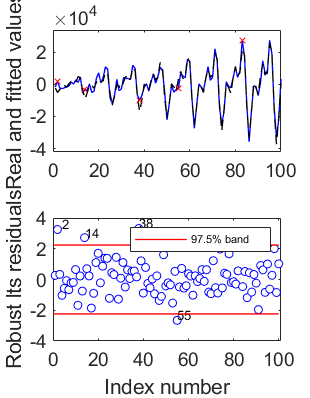 ×10^4
Real and fitted values
2
0
-2
-4
0 20 40 60 80 100
Robust lts residuals
4
2
0
-2
-4
2
14
38
55
97.5% band
0 20 40 60 80 100
Index number